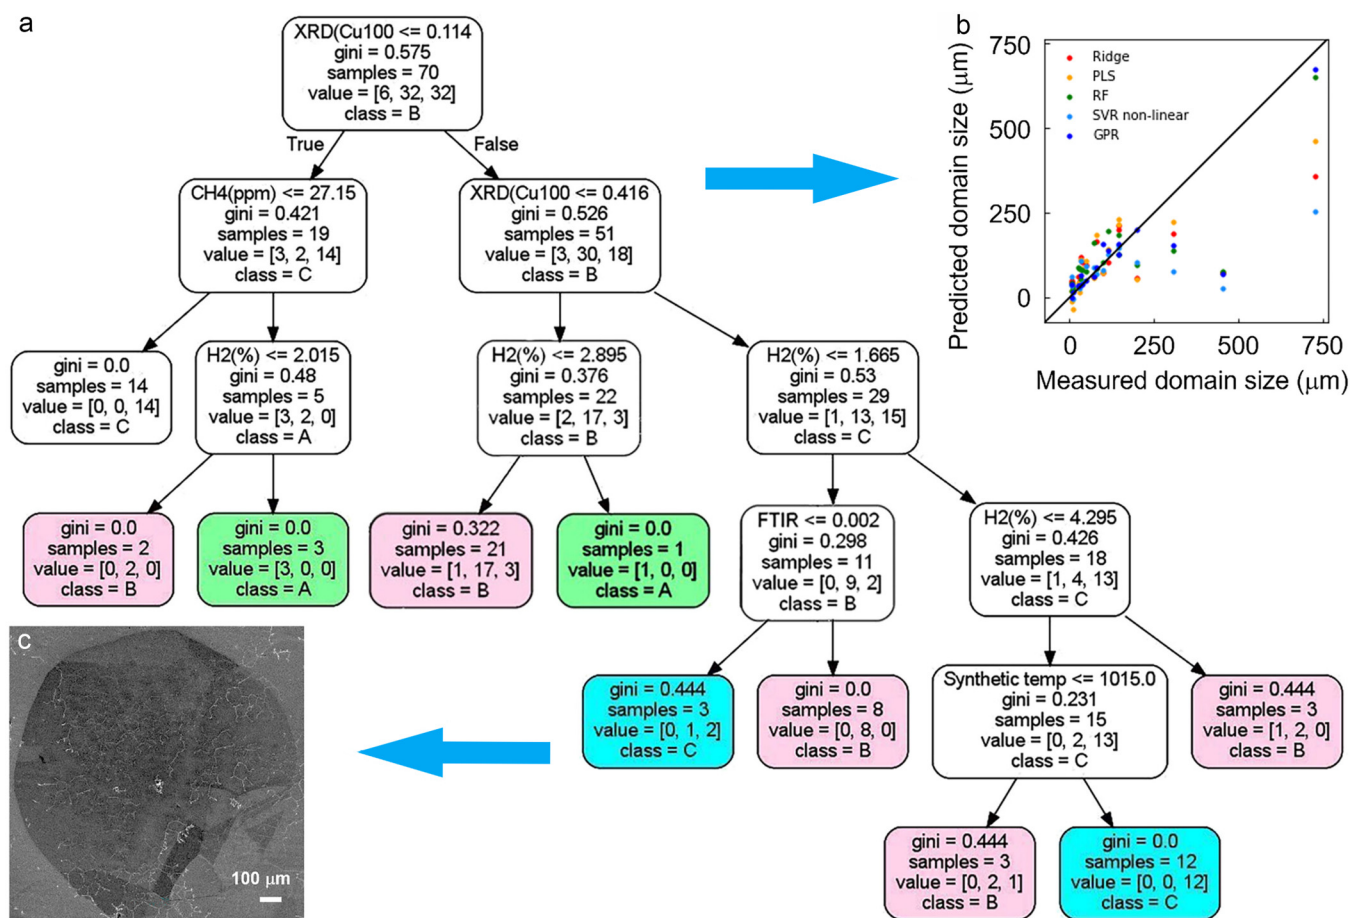 a
XRD(Cu100 <= 0.114
gini = 0.575
samples = 70
value = [6, 32, 32]
class = B
True
False
CH4(ppm) <= 27.15
gini = 0.421
samples = 19
value = [3, 2, 14]
class = C
XRD(Cu100 <= 0.416
gini = 0.526
samples = 51
value = [3, 30, 18]
class = B
gini = 0.0
samples = 14
value = [0, 0, 14]
class = C
H2(%) <= 2.015
gini = 0.48
samples = 5
value = [3, 2, 0]
class = A
H2(%) <= 2.895
gini = 0.376
samples = 22
value = [2, 17, 3]
class = B
H2(%) <= 1.665
gini = 0.53
samples = 29
value = [1, 13, 15]
class = C
gini = 0.0
samples = 2
value = [0, 2, 0]
class = B
gini = 0.0
samples = 3
value = [3, 0, 0]
class = A
gini = 0.322
samples = 21
value = [1, 17, 3]
class = B
gini = 0.0
samples = 1
value = [1, 0, 0]
class = A
FTIR <= 0.002
gini = 0.298
samples = 11
value = [0, 9, 2]
class = B
H2(%) <= 4.295
gini = 0.426
samples = 18
value = [1, 4, 13]
class = C
gini = 0.444
samples = 3
value = [0, 1, 2]
class = C
gini = 0.0
samples = 8
value = [0, 8, 0]
class = B
Synthetic temp <= 1015.0
gini = 0.231
samples = 15
value = [0, 2, 13]
class = C
gini = 0.444
samples = 3
value = [1, 2, 0]
class = B
gini = 0.444
samples = 3
value = [0, 2, 1]
class = B
gini = 0.0
samples = 12
value = [0, 0, 12]
class = C
b
Predicted domain size (μm)
750
500
250
0
Ridge
PLS
RF
SVR non-linear
GPR
0
250
500
750
Measured domain size (μm)
c
100 μm